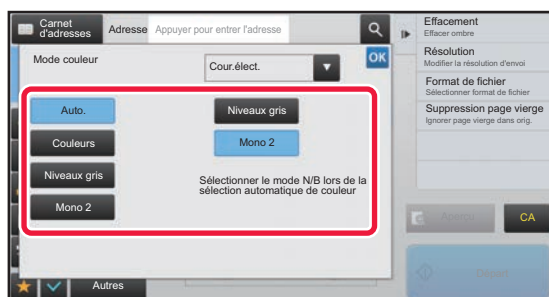 Carnet
d'adresses
Adresse
Appuyer pour entrer l'adresse
Mode couleur
Cour.élect.
OK
Auto.
Couleurs
Niveaux gris
Mono 2
Niveaux gris
Mono 2
Sélectionner le mode N/B lors de la
sélection automatique de couleur
Autres
Effacement
Effacer ombre
Résolution
Modifier la résolution d'envoi
Format de fichier
Sélectionner format de fichier
Suppression page vierge
Ignorer page vierge dans orig.
Aperçu
CA
Départ